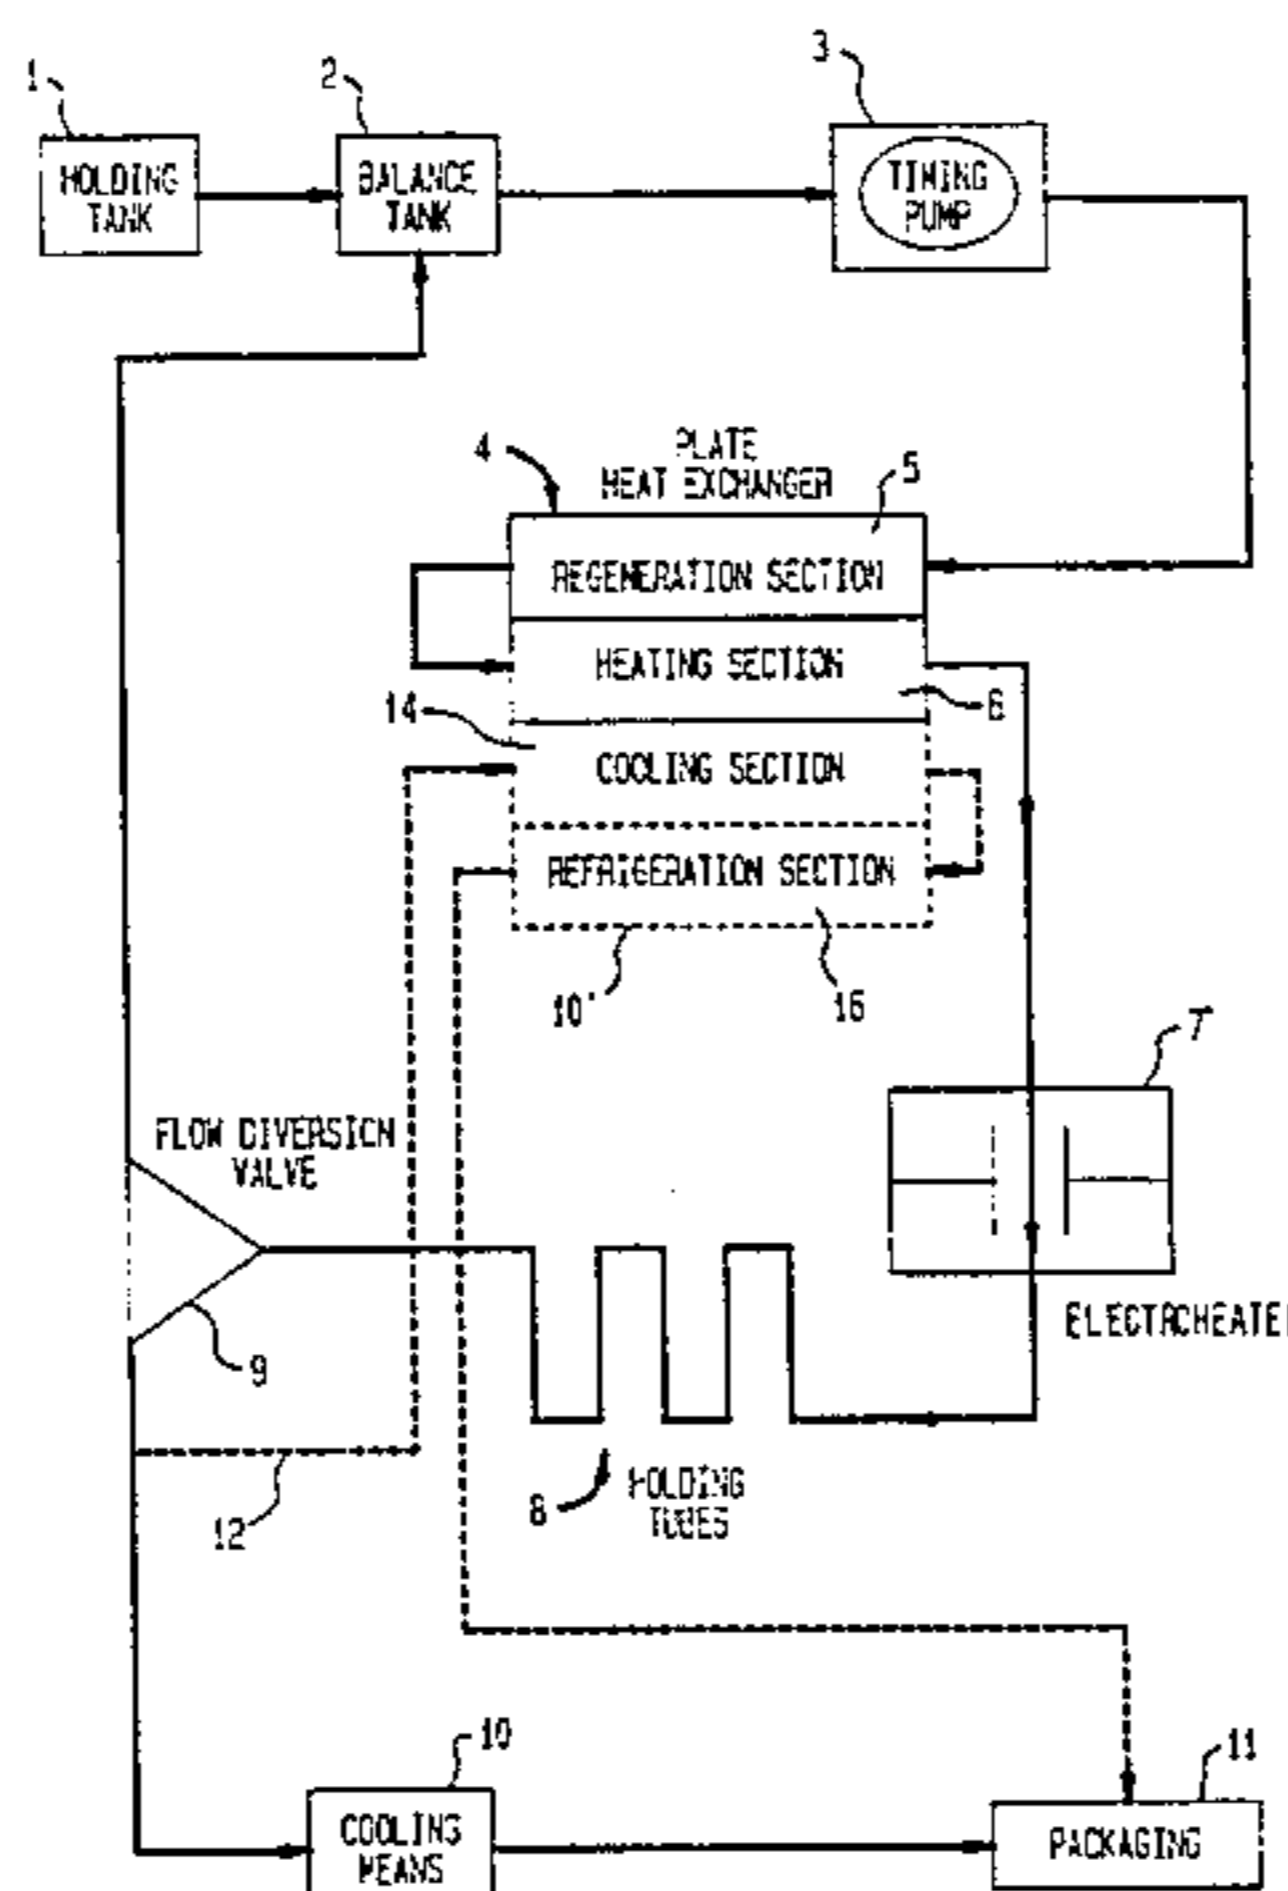 1
2
3
HOLDING
TANK
BALANCE
TANK
TIMING
PUMP
4
PLATE
HEAT EXCHANGER
5
REGENERATION SECTION
HEATING SECTION
6
14
COOLING SECTION
REFRIGERATION SECTION
10'
16
7
FLOW DIVERSION
VALVE
ELECTROHEATE
9
8
HOLDING
TUBES
12
10
11
COOLING
MEANS
PACKAGING